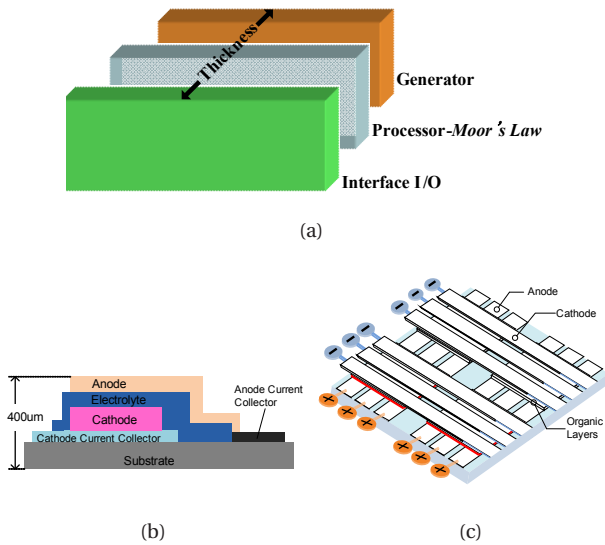 Thickness
Generator
Processor-Moor's Law
Interface I/O
(a)
Anode
Electrolyte
Cathode
Cathode Current Collector
Substrate
400um
Anode Current
Collector
(b)
Anode
Cathode
Organic
Layers
- - -
- - -
+ + +
+ + +
(c)